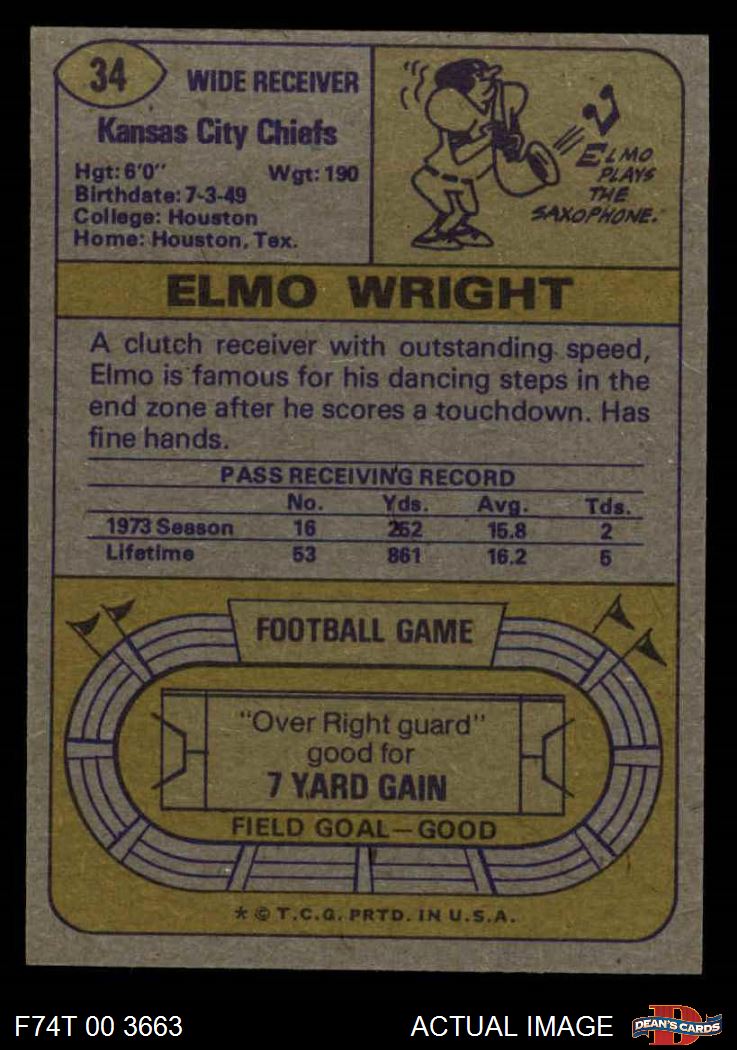 34
WIDE RECEIVER
Kansas City Chiefs
Hgt: 6'0" Wgt: 190
Birthdate: 7-3-49
College: Houston
Home: Houston, Tex.
ELMO
PLAYS
THE
SAXOPHONE.
ELMO WRIGHT
A clutch receiver with outstanding speed,
Elmo is famous for his dancing steps in the
end zone after he scores a touchdown. Has
fine hands.
PASS RECEIVING RECORD
No. Yds. Avg. Tds.
1973 Season 16 252 15.8 2
Lifetime 53 861 16.2 5
FOOTBALL GAME
"Over Right guard"
good for
7 YARD GAIN
FIELD GOAL—GOOD
* © T.C.G. PRTD. IN U.S.A.
F74T 00 3663 ACTUAL IMAGE
D
DEAN'S CARDS